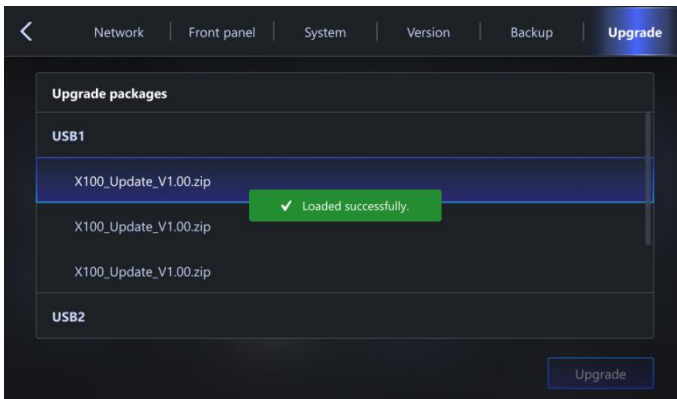 Network Front panel System Version Backup Upgrade
Upgrade packages
USB1
X100_Update_V1.00.zip
Loaded successfully.
X100_Update_V1.00.zip
X100_Update_V1.00.zip
USB2
Upgrade